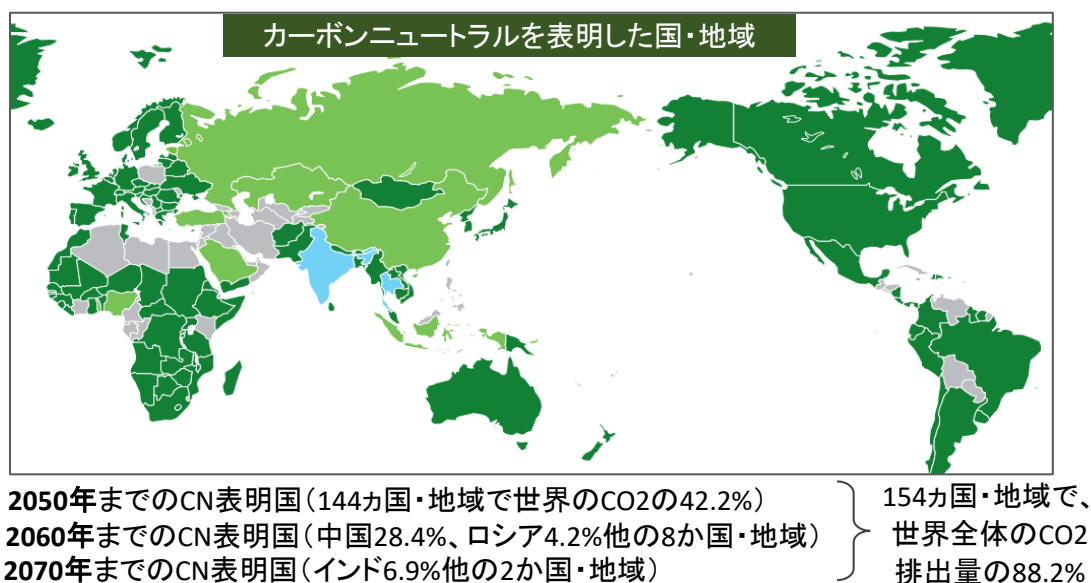 カーボンニュートラルを表明した国・地域
2050年までのCN表明国（144ヵ国・地域で世界のCO2の42.2%）
2060年までのCN表明国（中国28.4%、ロシア4.2%他の8か国・地域）
2070年までのCN表明国（インド6.9%他の2か国・地域）
154ヵ国・地域で、
世界全体のCO2
排出量の88.2%